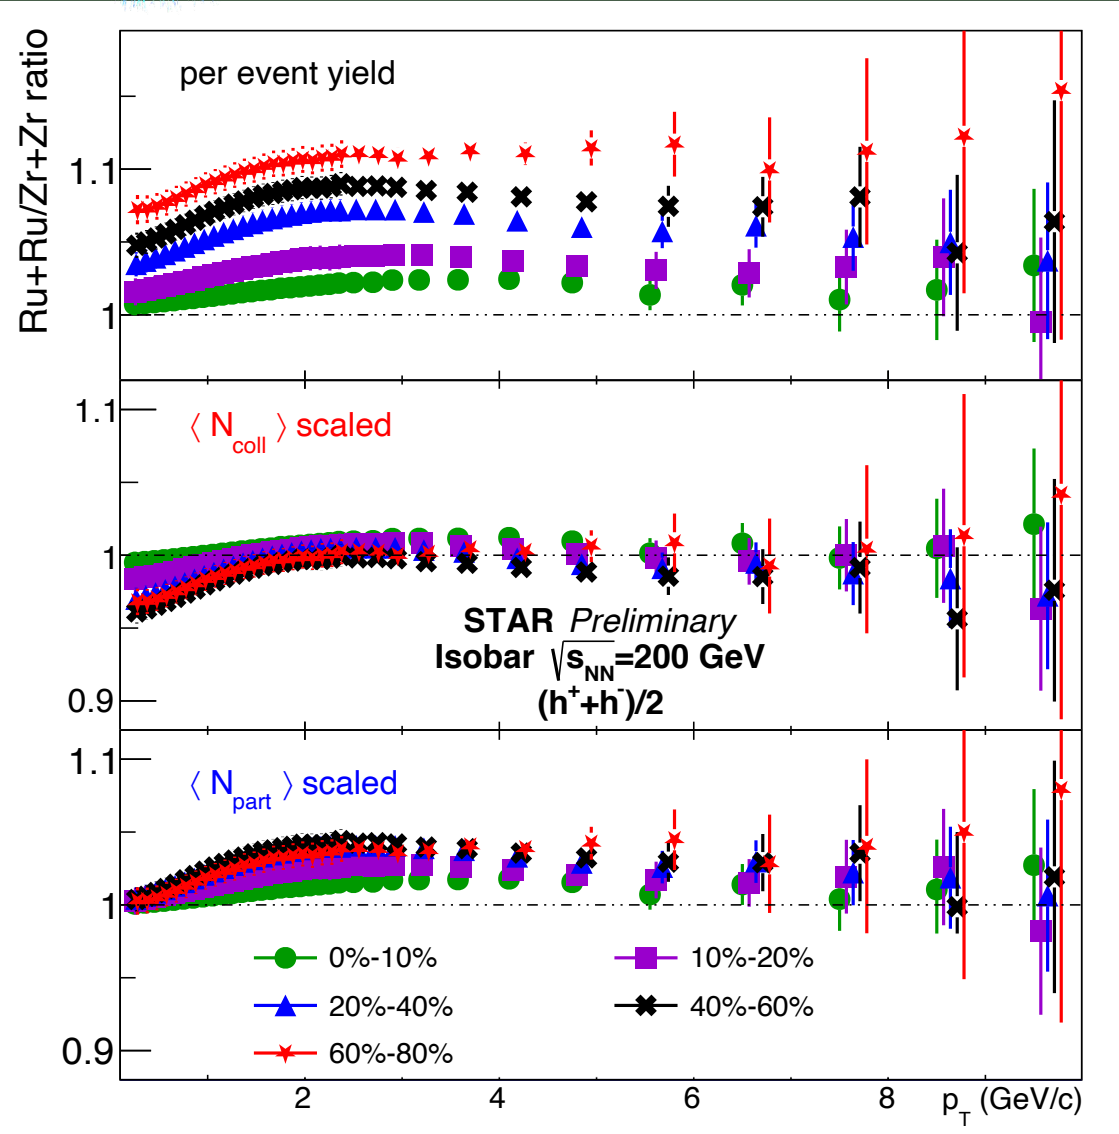 Ru+Ru/Zr+Zr ratio
per event yield
1.1
1
1.1
⟨ N_coll ⟩ scaled
1
STAR Preliminary
Isobar √s_NN=200 GeV
(h⁺+h⁻)/2
0.9
1.1
⟨ N_part ⟩ scaled
1
0%-10%
10%-20%
20%-40%
40%-60%
60%-80%
0.9
2 4 6 8 p_T (GeV/c)